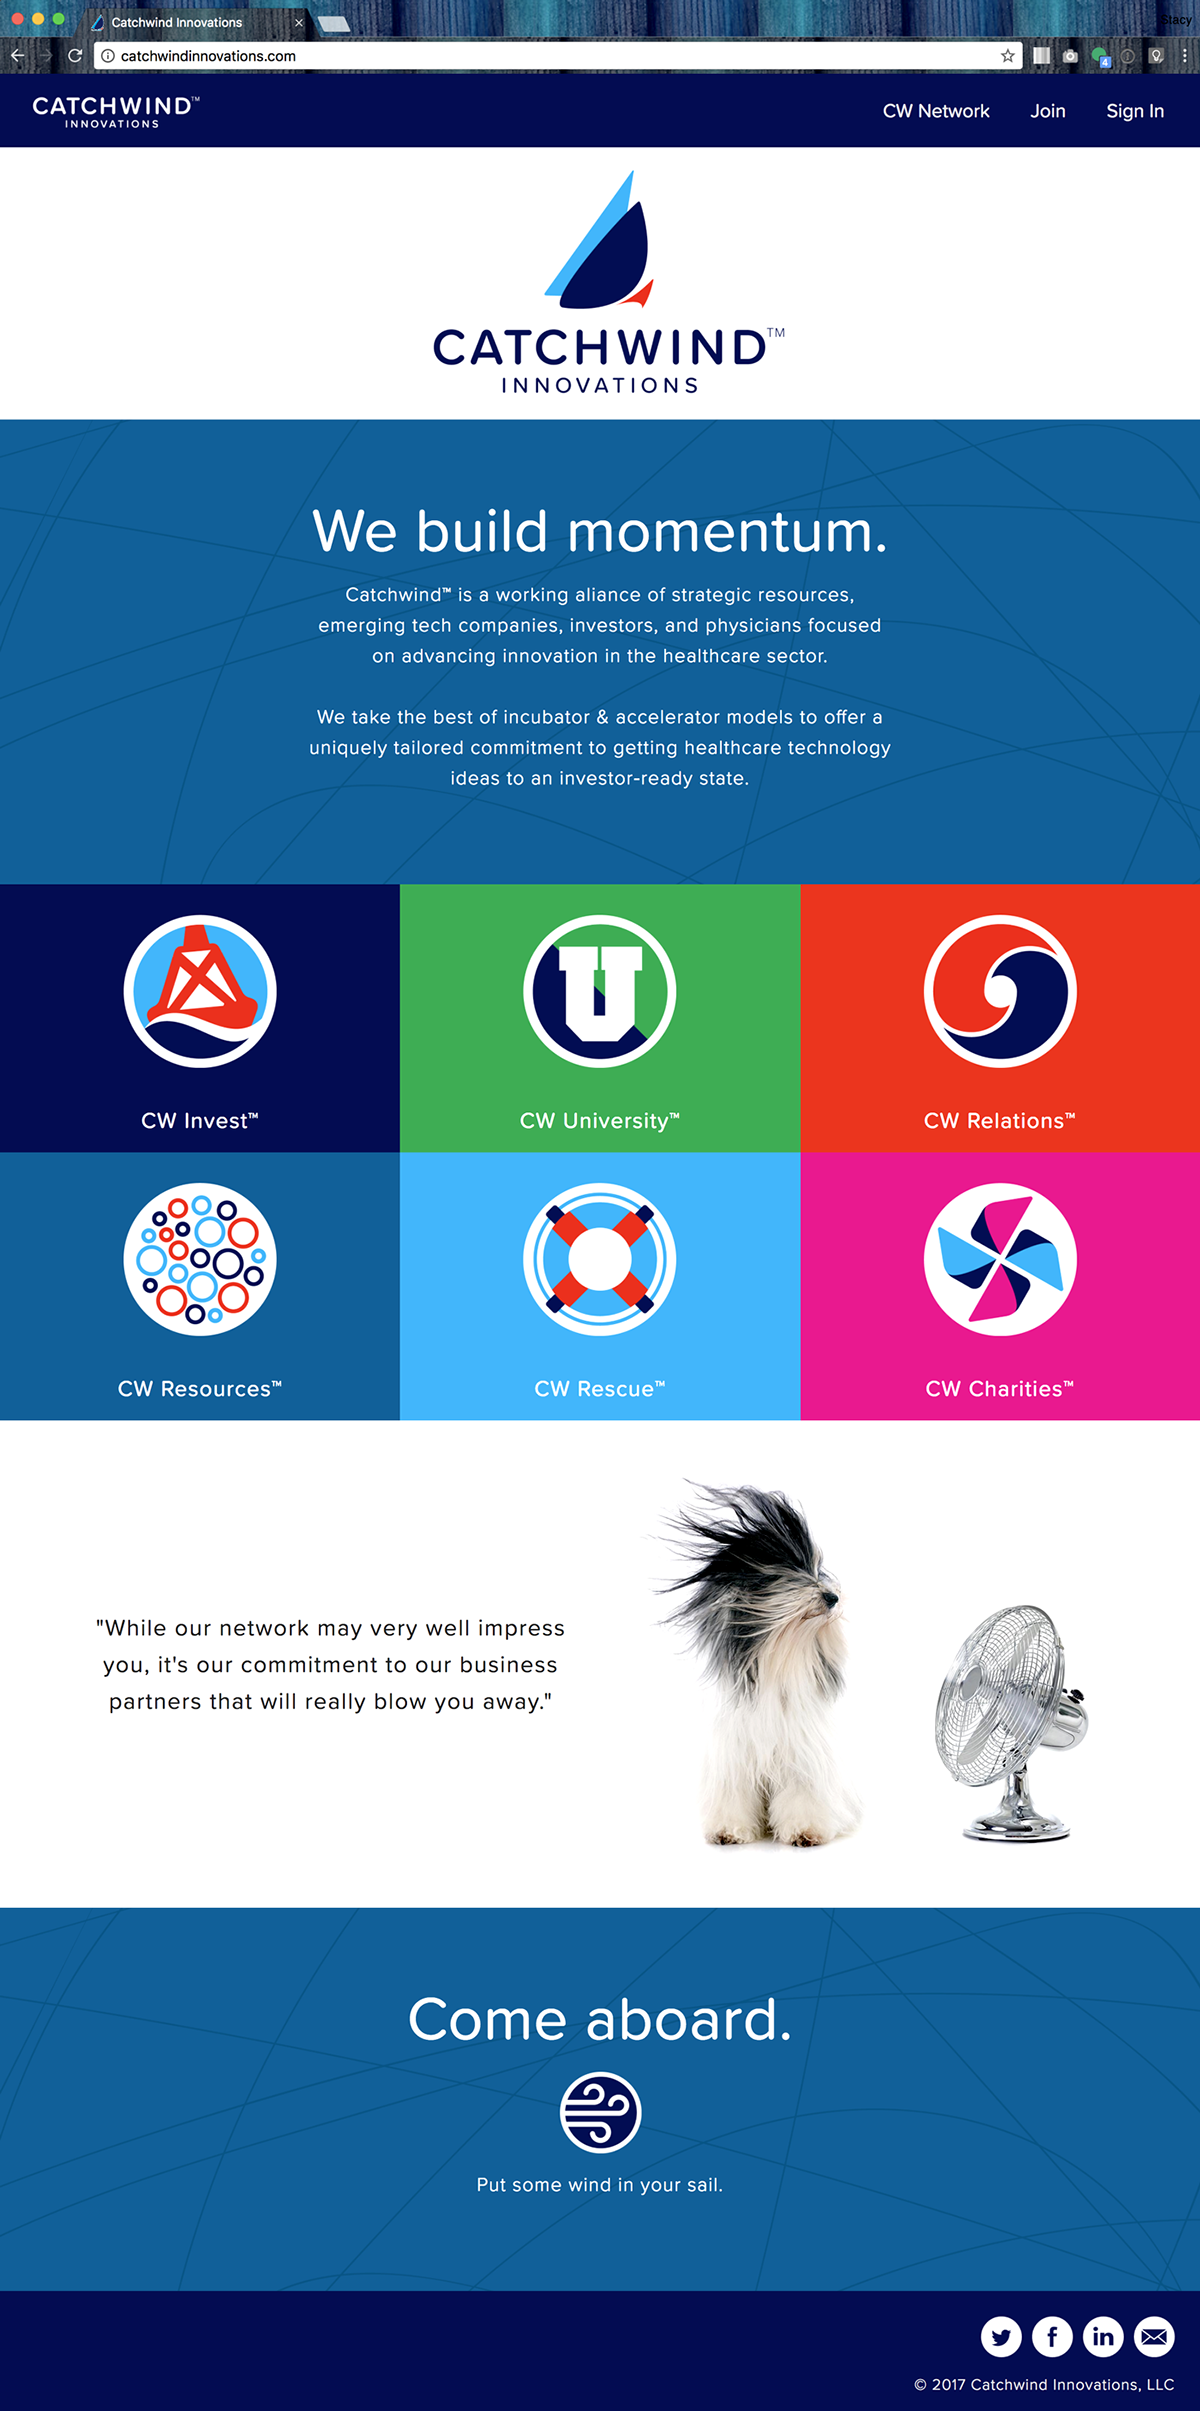 Catchwind Innovations
Stacy
catchwindinnovations.com
4
CATCHWIND™
INNOVATIONS
CW Network Join Sign In
CATCHWIND™
INNOVATIONS
We build momentum.
Catchwind™ is a working aliance of strategic resources,
emerging tech companies, investors, and physicians focused
on advancing innovation in the healthcare sector.
We take the best of incubator & accelerator models to offer a
uniquely tailored commitment to getting healthcare technology
ideas to an investor-ready state.
U
CW Invest™ CW University™ CW Relations™
CW Resources™ CW Rescue™ CW Charities™
"While our network may very well impress
you, it's our commitment to our business
partners that will really blow you away."
Come aboard.
Put some wind in your sail.
f in
© 2017 Catchwind Innovations, LLC